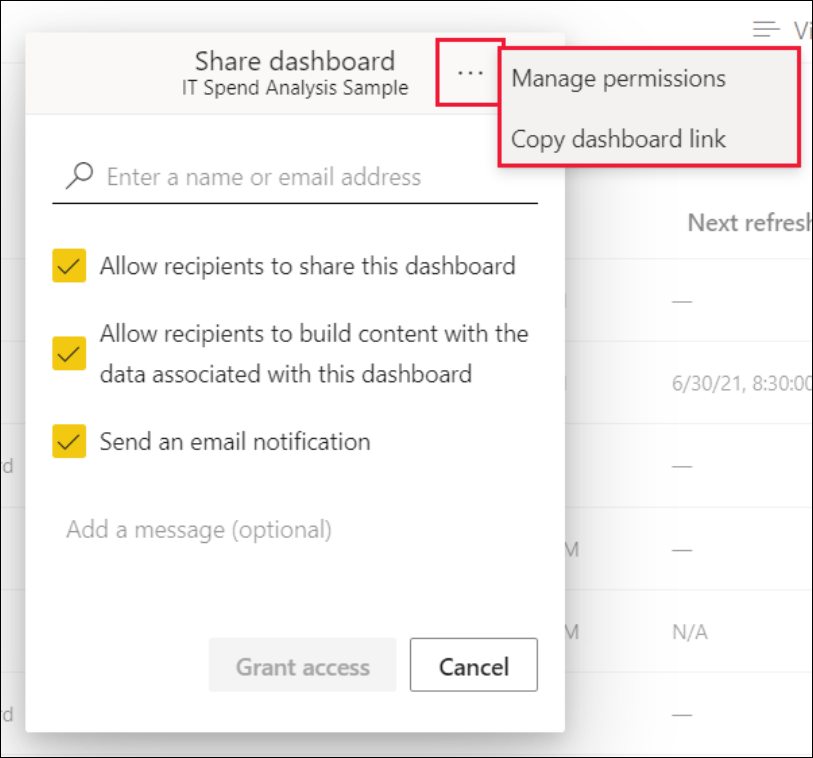 Share dashboard
IT Spend Analysis Sample
...
Manage permissions
Copy dashboard link
Enter a name or email address
Next refresh
Allow recipients to share this dashboard
—
Allow recipients to build content with the
data associated with this dashboard
6/30/21, 8:30:00
Send an email notification
—
Add a message (optional)
M
—
M
N/A
Grant access
Cancel
—